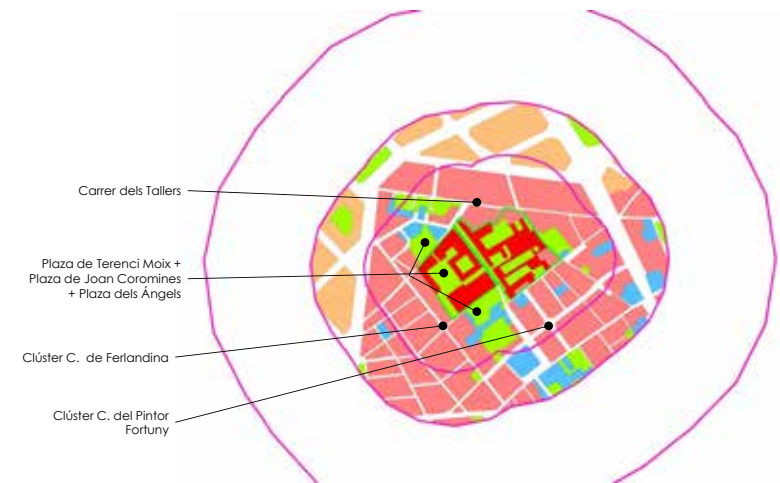 Carrer dels Tallers
Plaza de Terenci Moix +
Plaza de Joan Coromines
+ Plaza dels Ángels
Clúster C. de Ferlandina
Clúster C. del Pintor
Fortuny